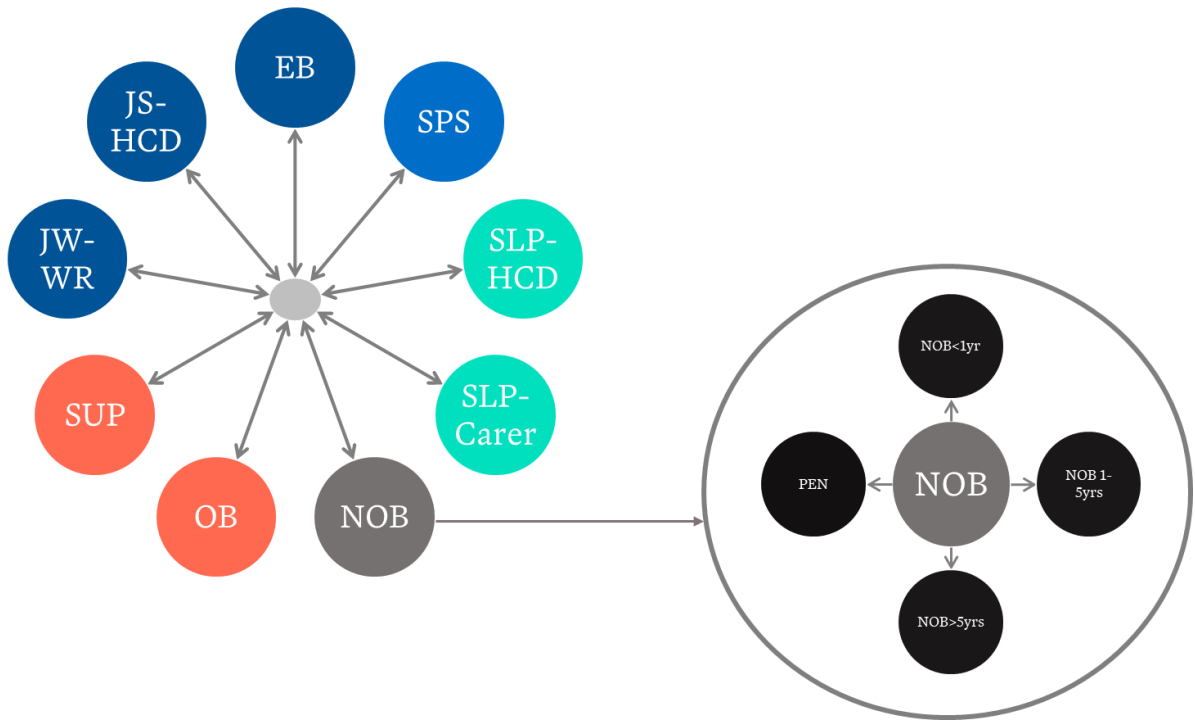 EB
JS-
HCD
SPS
JW-
WR
SLP-
HCD
SUP
SLP-
Carer
OB
NOB
NOB<1yr
PEN
NOB
NOB 1-
5yrs
NOB>5yrs